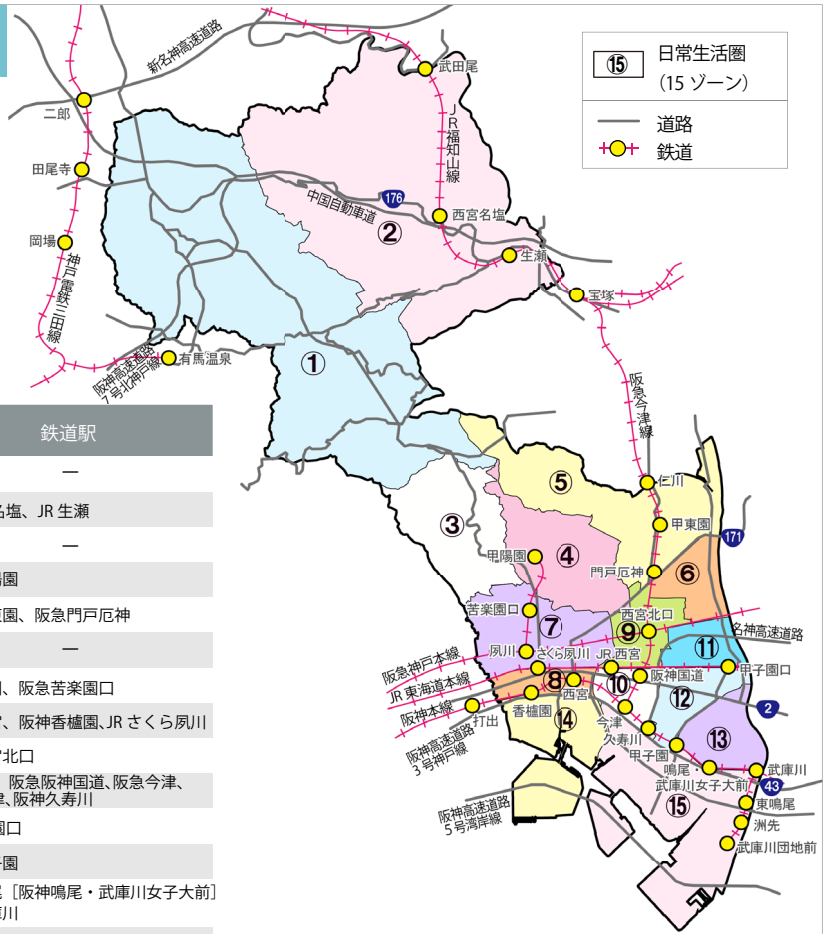 新名神高速道路
武田尾
⑮ 日常生活圏
(15 ゾーン)
道路
鉄道
二郎
JR福知山線
田尾寺
176
中国自動車道
西宮名塩
②
岡場
生瀬
宝塚
神戸電鉄三田線
①
有馬温泉
阪神高速道路
7号北神戸線
阪急今津線
鉄道駅
―
名塩、JR 生瀬
―
陽園
東園、阪急門戸厄神
―
、阪急苦楽園口
、阪神香櫨園、JR さくら夙川
宮北口
、阪急阪神国道、阪急今津、
津、阪神久寿川
園口
子園
尾［阪神鳴尾・武庫川女子大前］
庫川
⑤
仁川
③
甲東園
171
甲陽園
④
門戸厄神
⑥
苦楽園口
⑦
西宮北口
⑨
名神高速道路
夙川
さくら夙川
JR西宮
⑪
阪急神戸本線
甲子園口
JR東海道本線
⑧
西宮
⑩
阪神国道
⑫
2
阪神本線
打出
香櫨園
⑭
今津
久寿川
甲子園
⑬
阪神高速道路
3号神戸線
鳴尾・
武庫川女子大前
武庫川
43
東鳴尾
⑮
洲先
阪神高速道路
5号湾岸線
武庫川団地前